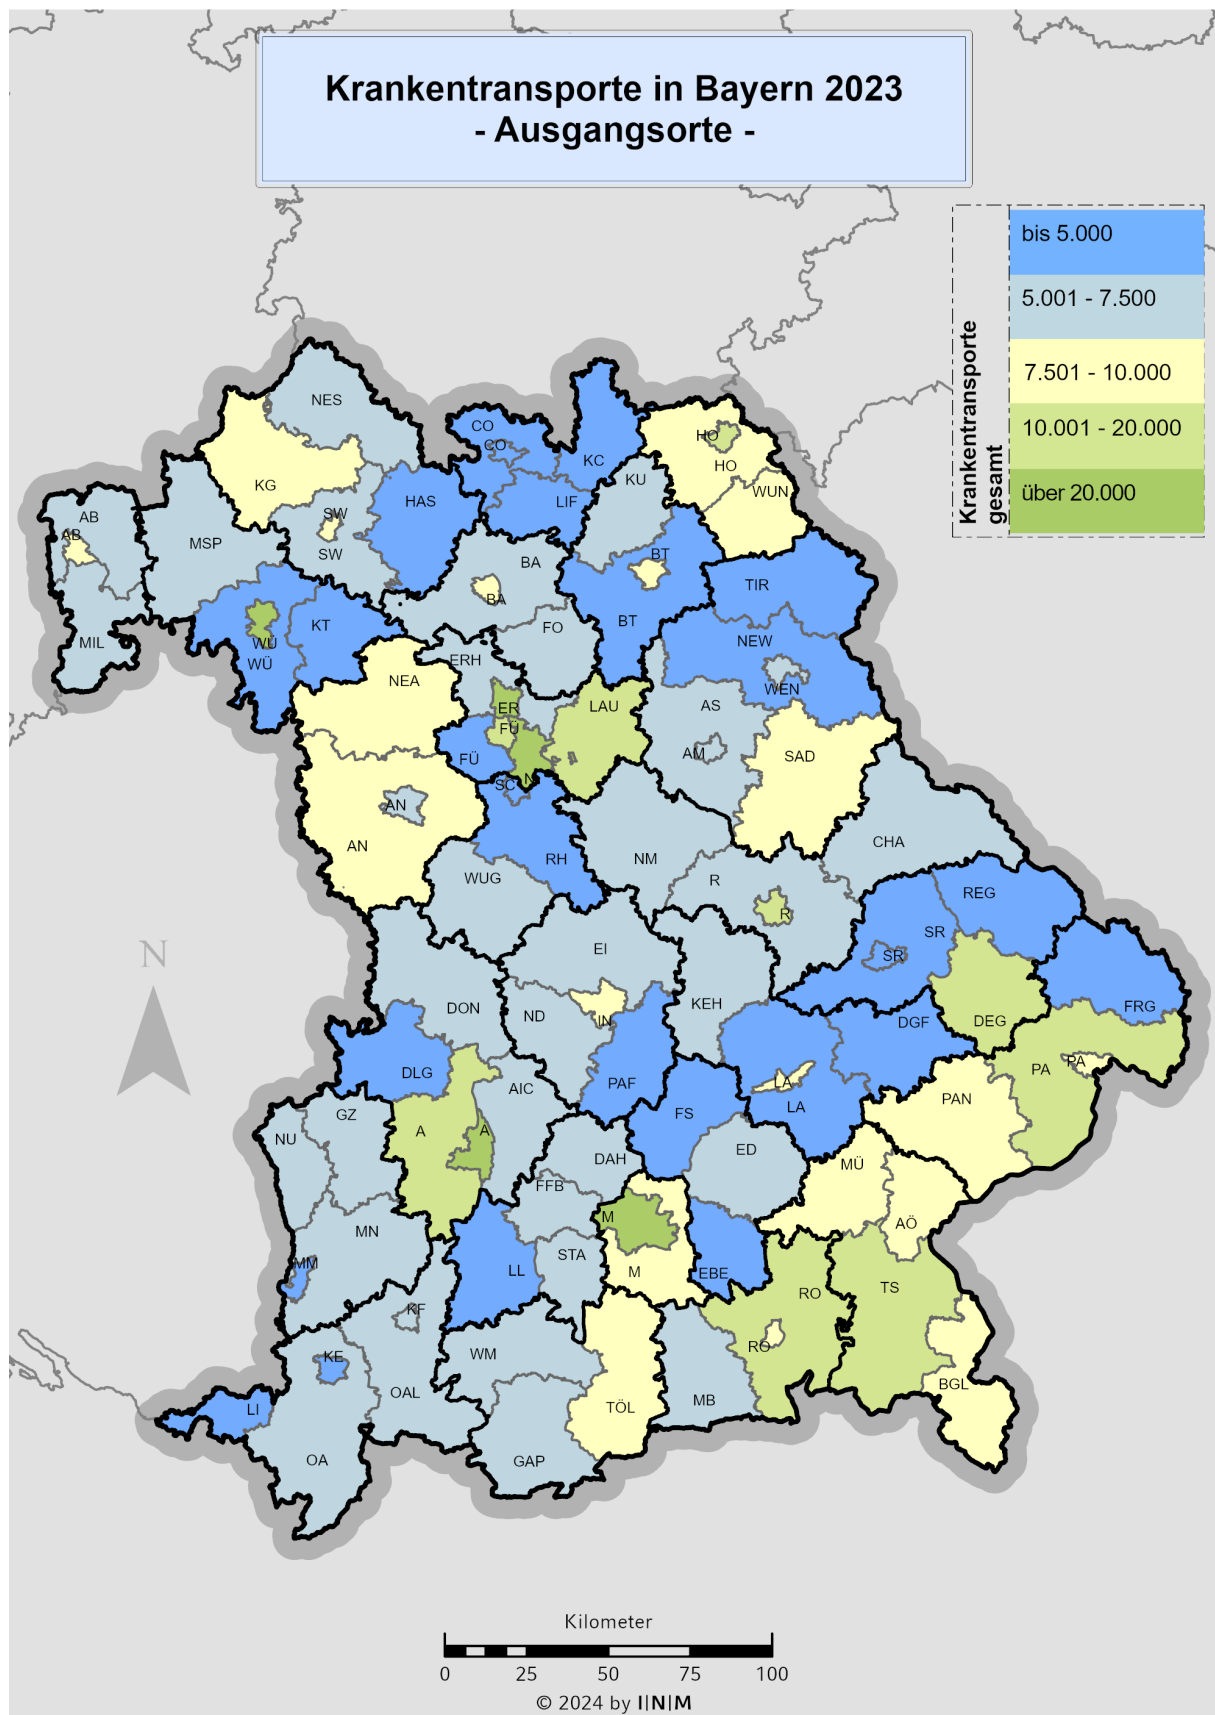 Krankentransporte in Bayern 2023
- Ausgangsorte -
Krankentransporte
gesamt
bis 5.000
5.001 - 7.500
7.501 - 10.000
10.001 - 20.000
über 20.000
NES
CO
CO
KC
HO
HO
WUN
KG
HAS
LIF
KU
AB
AB
SW
SW
MSP
BA
BA
BT
BT
TIR
MIL
WÜ
WÜ
KT
FO
ERH
NEW
WEN
NEA
ER
FÜ
FÜ
LAU
AS
AM
SAD
N
SC
AN
AN
RH
NM
CHA
WUG
R
R
REG
SR
SR
EI
DON
ND
IN
KEH
DGF
DEG
FRG
N
DLG
AIC
PAF
LA
LA
PA
PA
PAN
GZ
NU
A
A
FS
ED
DAH
FFB
MÜ
AÖ
MN
MM
M
M
STA
LL
EBE
RO
RO
TS
KF
KE
WM
OAL
LI
OA
GAP
TÖL
MB
BGL
Kilometer
0 25 50 75 100
© 2024 by I|N|M